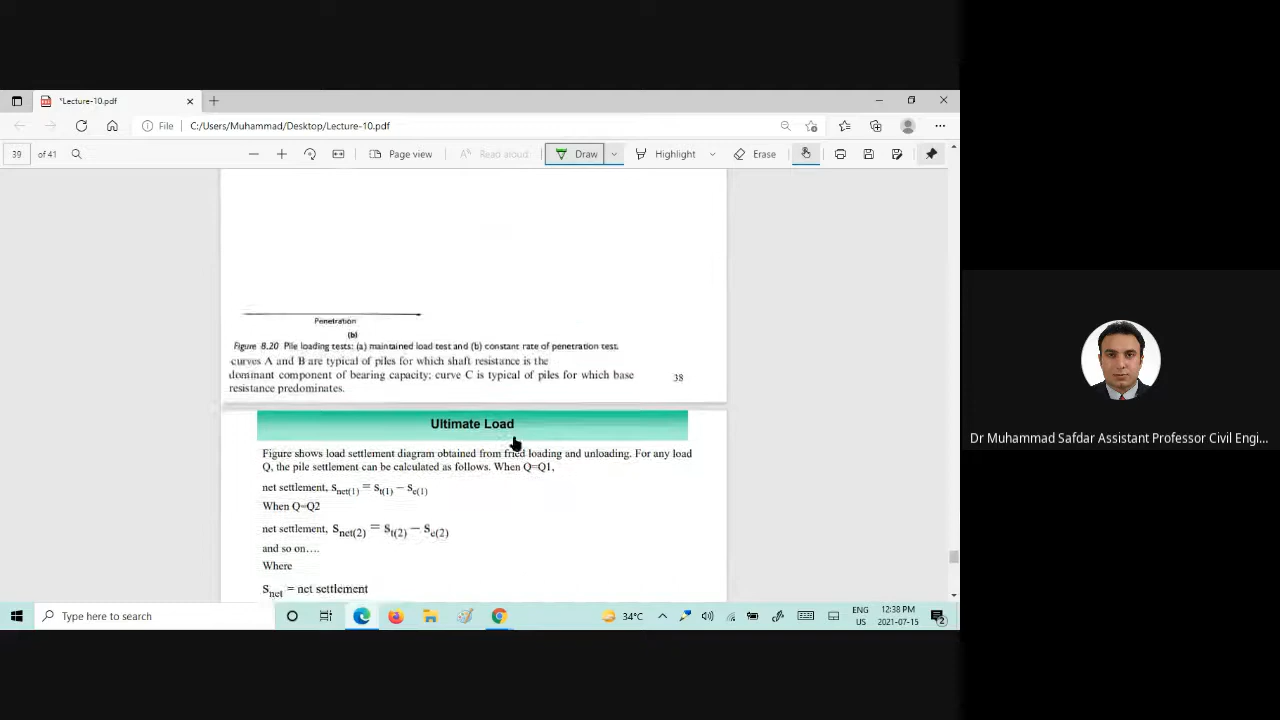 *Lecture-10.pdf
File
C:/Users/Muhammad/Desktop/Lecture-10.pdf
39 of 41
Page view
Read aloud
Draw
Highlight
Erase
Penetration
(b)
Figure 8.20 Pile loading tests: (a) maintained load test and (b) constant rate of penetration test.
curves A and B are typical of piles for which shaft resistance is the
dominant component of bearing capacity; curve C is typical of piles for which base
resistance predominates.
38
Ultimate Load
Figure shows load settlement diagram obtained from fried loading and unloading. For any load
Q, the pile settlement can be calculated as follows. When Q=Q1,
net settlement, Snet(1) = St(1) − Se(1)
When Q=Q2
net settlement, Snet(2) = St(2) − Se(2)
and so on….
Where
Snet = net settlement
Dr Muhammad Safdar Assistant Professor Civil Engi...
Type here to search
34°C
ENG
US
12:38 PM
2021-07-15
2